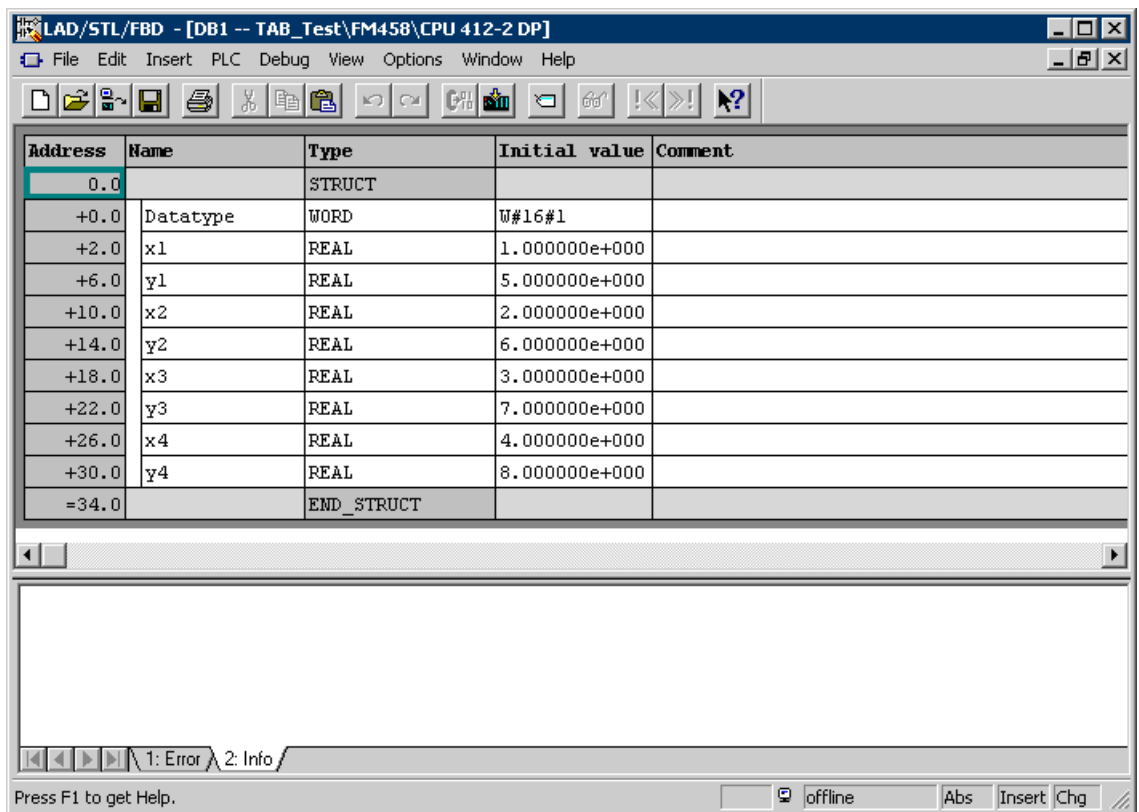 LAD/STL/FBD - [DB1 -- TAB_Test\FM458\CPU 412-2 DP]
File Edit Insert PLC Debug View Options Window Help
Address Name Type Initial value Comment
0.0 STRUCT
+0.0 Datatype WORD W#16#1
+2.0 x1 REAL 1.000000e+000
+6.0 y1 REAL 5.000000e+000
+10.0 x2 REAL 2.000000e+000
+14.0 y2 REAL 6.000000e+000
+18.0 x3 REAL 3.000000e+000
+22.0 y3 REAL 7.000000e+000
+26.0 x4 REAL 4.000000e+000
+30.0 y4 REAL 8.000000e+000
=34.0 END_STRUCT
1: Error 2: Info
Press F1 to get Help. offline Abs Insert Chg